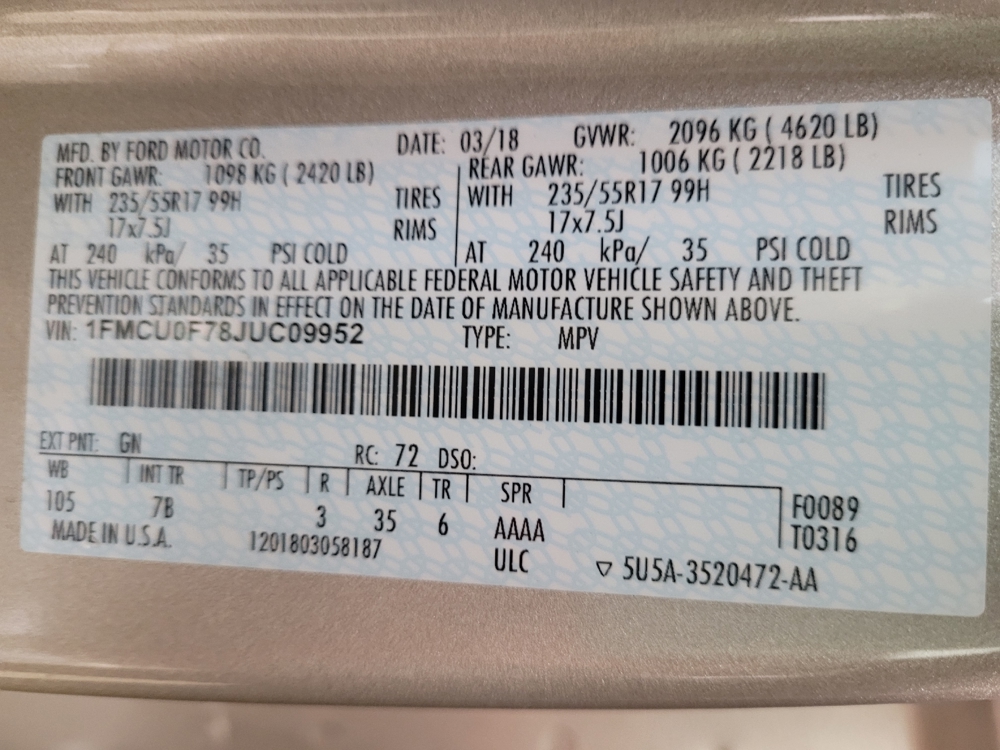 MFD. BY FORD MOTOR CO. DATE: 03/18 GVWR: 2096 KG ( 4620 LB)
FRONT GAWR: 1098 KG ( 2420 LB) REAR GAWR: 1006 KG ( 2218 LB)
WITH 235/55R17 99H TIRES WITH 235/55R17 99H TIRES
17x7.5J RIMS 17x7.5J RIMS
AT 240 kPa/ 35 PSI COLD AT 240 kPa/ 35 PSI COLD
THIS VEHICLE CONFORMS TO ALL APPLICABLE FEDERAL MOTOR VEHICLE SAFETY AND THEFT
PREVENTION STANDARDS IN EFFECT ON THE DATE OF MANUFACTURE SHOWN ABOVE.
VIN: 1FMCU0F78JUC09952 TYPE: MPV
EXT PNT: GN RC: 72 DSO:
WB INT TR TP/PS R AXLE TR SPR F0089
105 7B 3 35 6 AAAA T0316
MADE IN U.S.A. 1201803058187 ULC ▽ 5U5A-3520472-AA